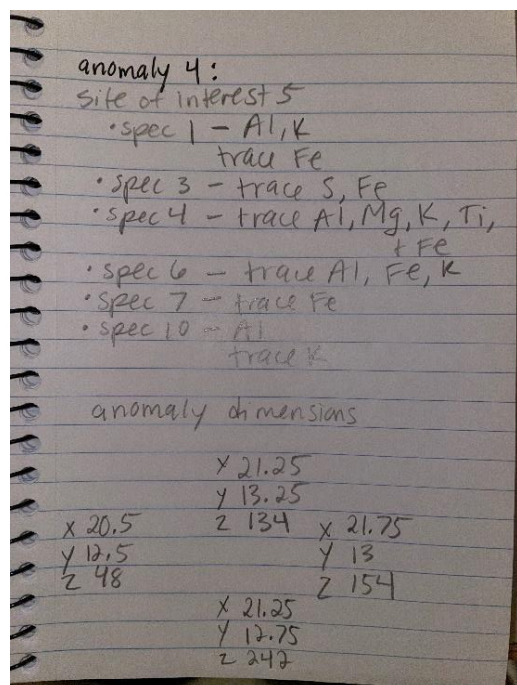 anomaly 4:
site of interest 5
• spec 1 – Al, K
trace Fe
• spec 3 – trace S, Fe
• spec 4 – trace Al, Mg, K, Ti,
+ Fe
• spec 6 – trace Al, Fe, K
• spec 7 – trace Fe
• spec 10 – Al
trace K
anomaly dimensions
X 21.25
Y 13.25
Z 134
X 20.5
Y 12.5
Z 48
X 21.75
Y 13
Z 154
X 21.25
Y 12.75
Z 242